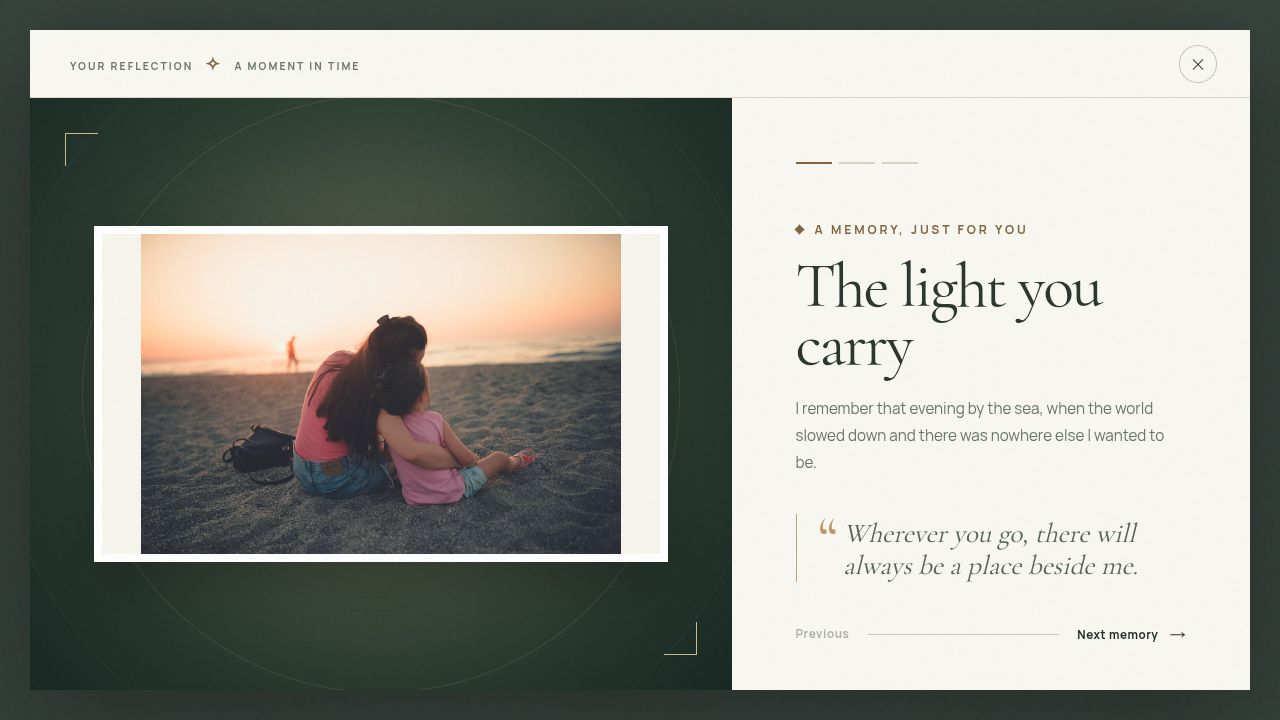 YOUR REFLECTION A MOMENT IN TIME
A MEMORY, JUST FOR YOU
The light you
carry
I remember that evening by the sea, when the world
slowed down and there was nowhere else I wanted to
be.
“ Wherever you go, there will
always be a place beside me.
Previous
Next memory →